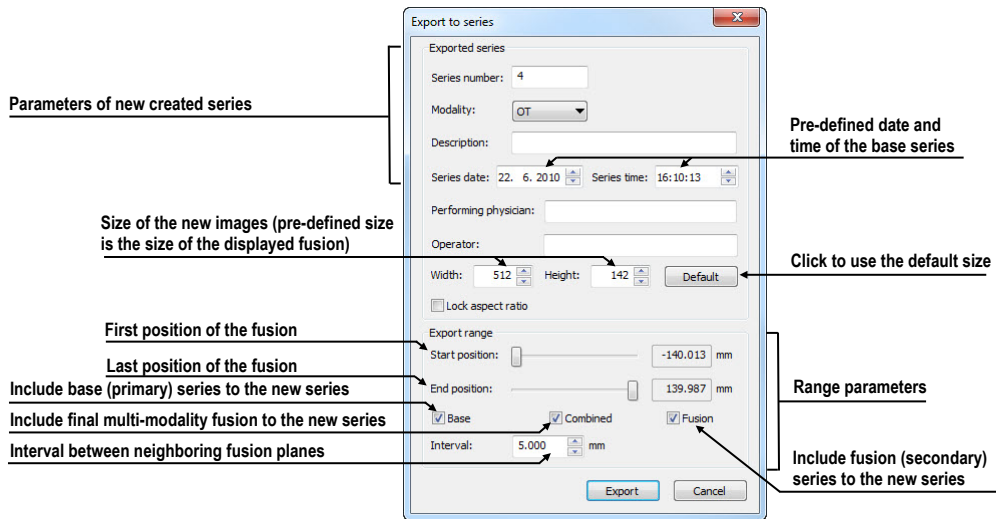 Export to series
Exported series
Series number: 4
Parameters of new created series
Modality: OT
Description:
Pre-defined date and
time of the base series
Series date: 22. 6. 2010 Series time: 16:10:13
Performing physician:
Size of the new images (pre-defined size
is the size of the displayed fusion)
Operator:
Click to use the default size
Width: 512 Height: 142 Default
Lock aspect ratio
First position of the fusion
Export range
Start position: -140.013 mm
Last position of the fusion
End position: 139.987 mm
Include base (primary) series to the new series
Range parameters
Base Combined Fusion
Include final multi-modality fusion to the new series
Interval: 5.000 mm
Interval between neighboring fusion planes
Include fusion (secondary)
series to the new series
Export Cancel